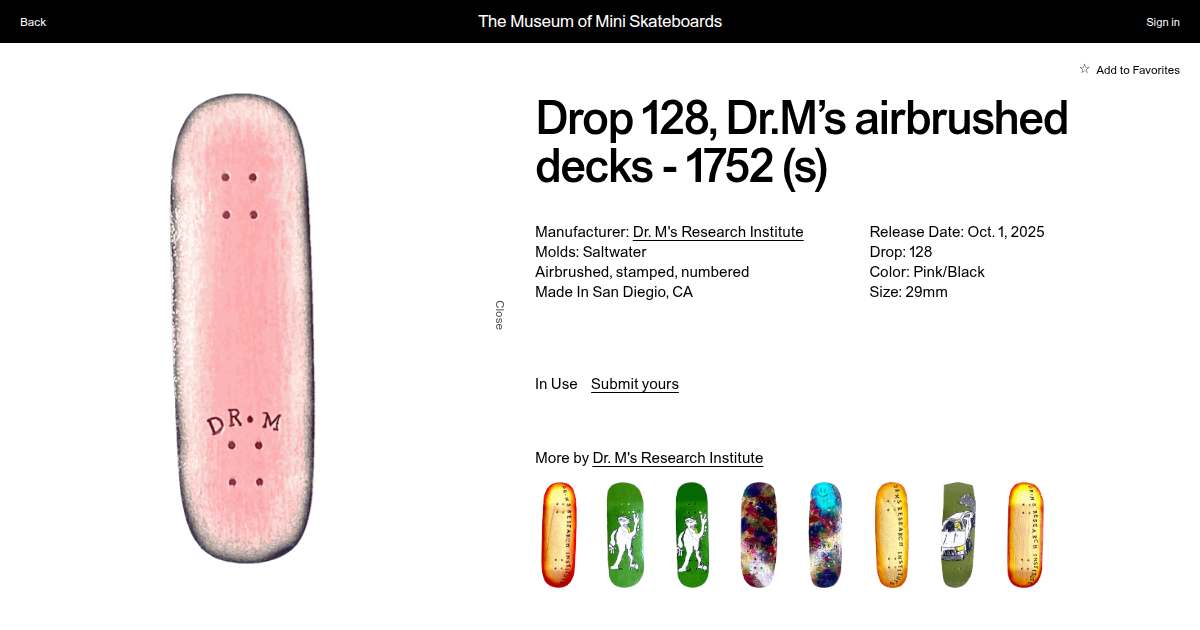 Back
The Museum of Mini Skateboards
Sign in
☆ Add to Favorites
Drop 128, Dr.M’s airbrushed
decks - 1752 (s)
Manufacturer: Dr. M's Research Institute
Molds: Saltwater
Airbrushed, stamped, numbered
Made In San Diegio, CA
Release Date: Oct. 1, 2025
Drop: 128
Color: Pink/Black
Size: 29mm
Close
DR•M
In Use Submit yours
More by Dr. M's Research Institute